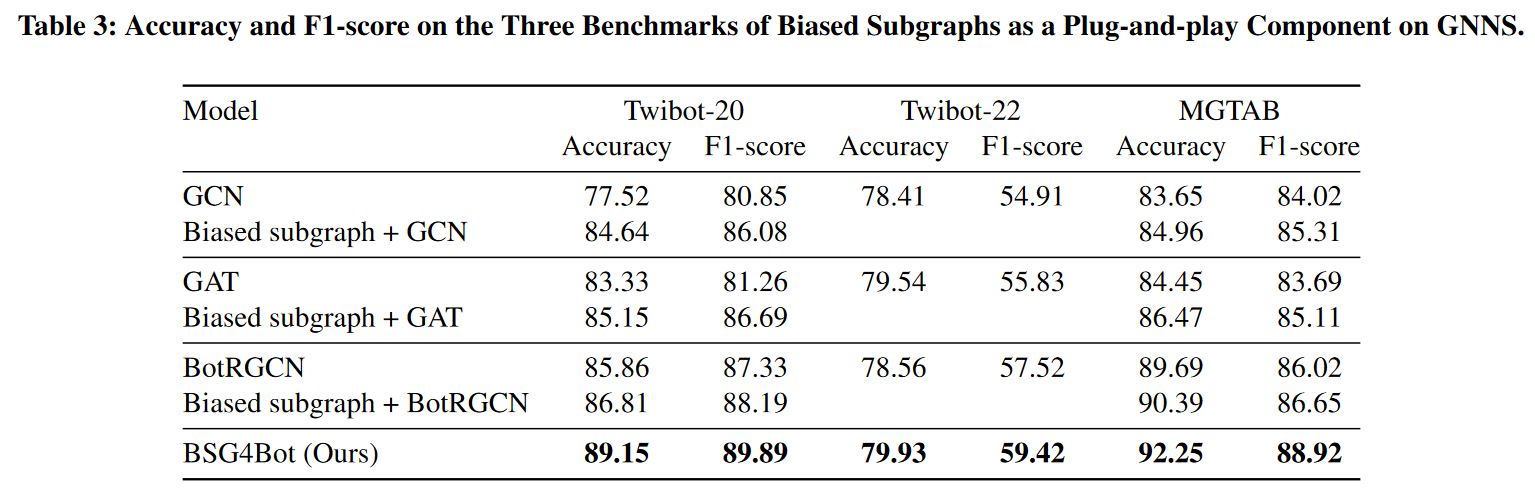 Table 3: Accuracy and F1-score on the Three Benchmarks of Biased Subgraphs as a Plug-and-play Component on GNNS.
Model Twibot-20 Twibot-22 MGTAB
Accuracy F1-score Accuracy F1-score Accuracy F1-score
GCN 77.52 80.85 78.41 54.91 83.65 84.02
Biased subgraph + GCN 84.64 86.08 84.96 85.31
GAT 83.33 81.26 79.54 55.83 84.45 83.69
Biased subgraph + GAT 85.15 86.69 86.47 85.11
BotRGCN 85.86 87.33 78.56 57.52 89.69 86.02
Biased subgraph + BotRGCN 86.81 88.19 90.39 86.65
BSG4Bot (Ours) 89.15 89.89 79.93 59.42 92.25 88.92